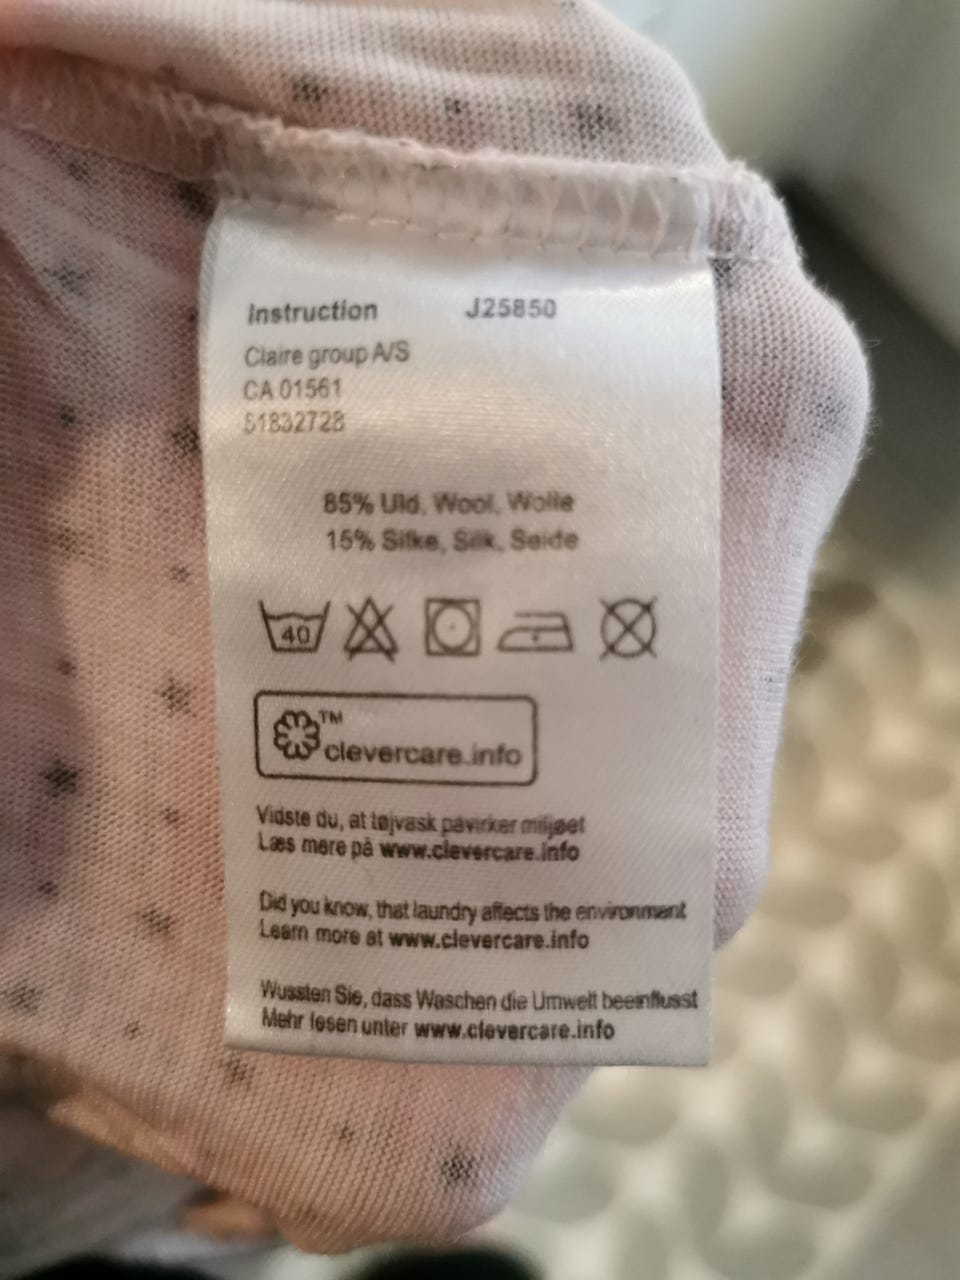 Instruction J25850
Claire group A/S
CA 01561
51832728
85% Uld, Wool, Wolle
15% Silke, Silk, Seide
40
TM
clevercare.info
Vidste du, at tøjvask påvirker miljøet
Læs mere på www.clevercare.info
Did you know, that laundry affects the environment
Learn more at www.clevercare.info
Wussten Sie, dass Waschen die Umwelt beeinflusst
Mehr lesen unter www.clevercare.info